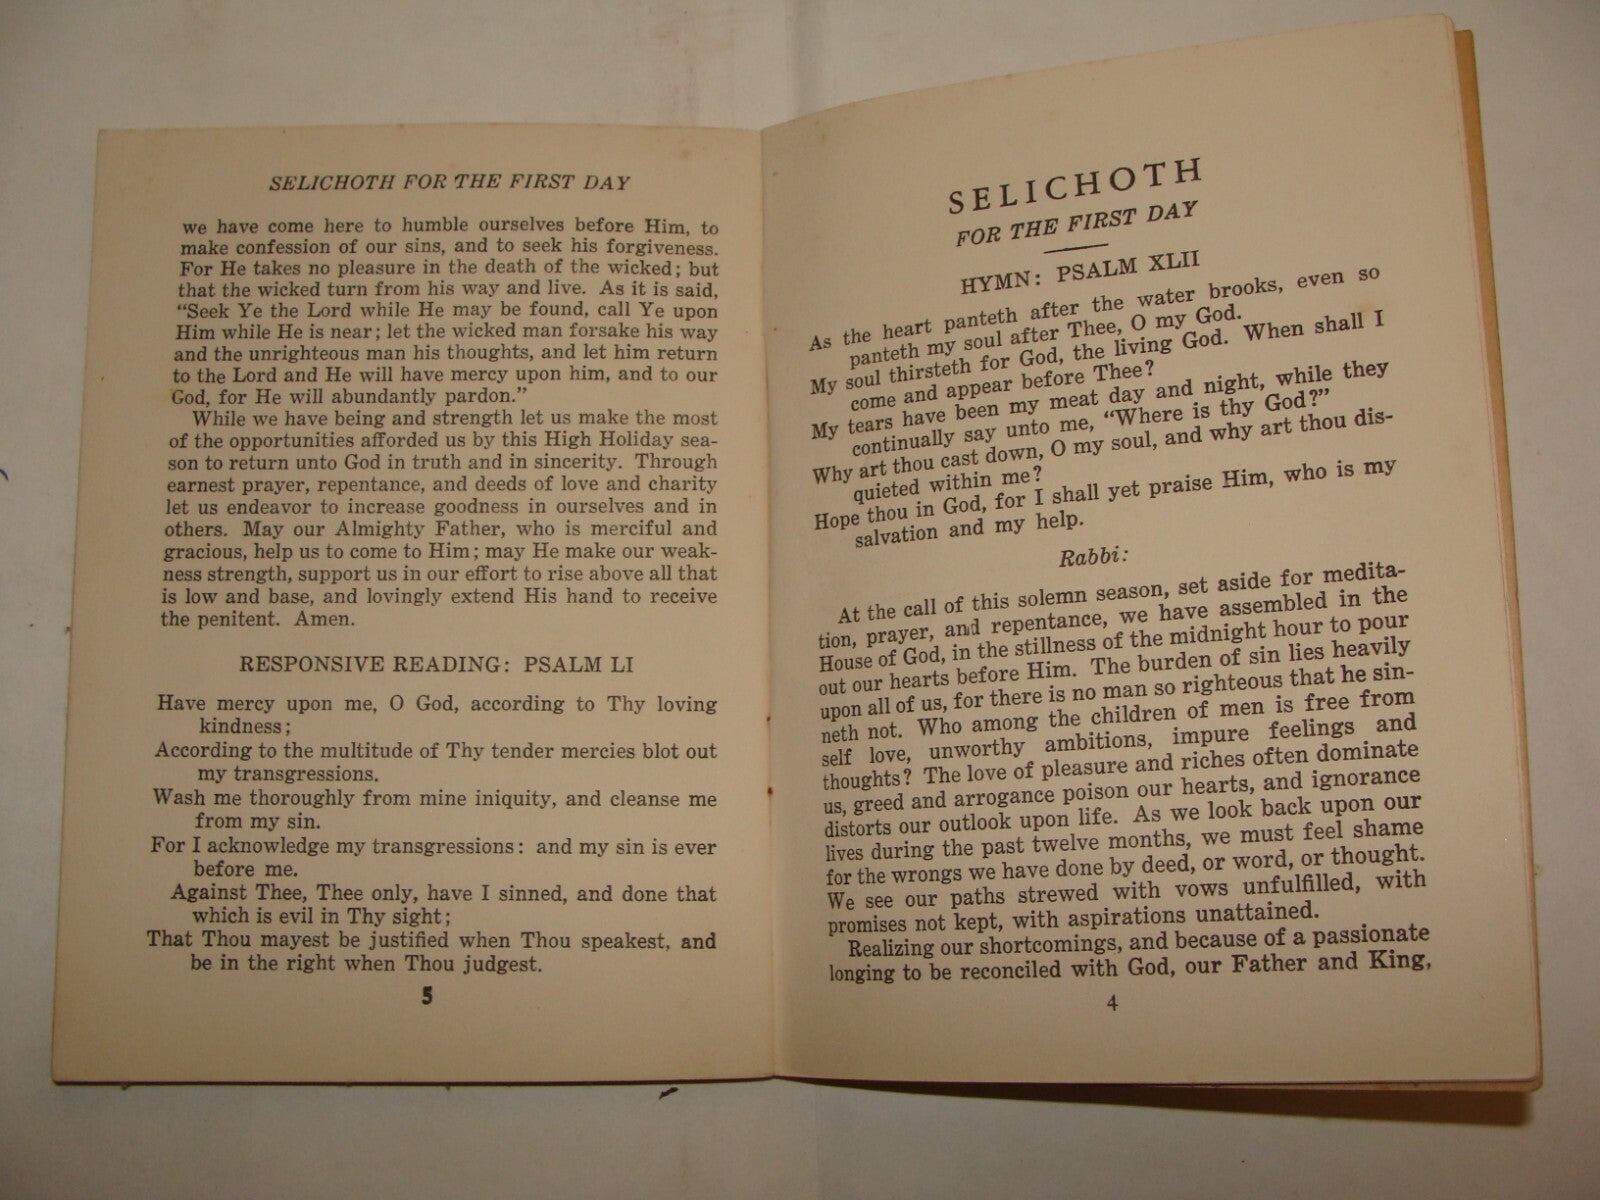 SELICHOTH
FOR THE FIRST DAY
HYMN: PSALM XLII
As the heart panteth after the water brooks, even so
panteth my soul after Thee, O my God.
My soul thirsteth for God, the living God. When shall I
come and appear before Thee?
My tears have been my meat day and night, while they
continually say unto me, “Where is thy God?”
Why art thou cast down, O my soul, and why art thou dis-
quieted within me?
Hope thou in God, for I shall yet praise Him, who is my
salvation and my help.
Rabbi:
At the call of this solemn season, set aside for medita-
tion, prayer, and repentance, we have assembled in the
House of God, in the stillness of the midnight hour to pour
out our hearts before Him. The burden of sin lies heavily
upon all of us, for there is no man so righteous that he sin-
neth not. Who among the children of men is free from
self love, unworthy ambitions, impure feelings and
thoughts? The love of pleasure and riches often dominate
us, greed and arrogance poison our hearts, and ignorance
distorts our outlook upon life. As we look back upon our
lives during the past twelve months, we must feel shame
for the wrongs we have done by deed, or word, or thought.
We see our paths strewed with vows unfulfilled, with
promises not kept, with aspirations unattained.
Realizing our shortcomings, and because of a passionate
longing to be reconciled with God, our Father and King,
4
SELICHOTH FOR THE FIRST DAY
we have come here to humble ourselves before Him, to
make confession of our sins, and to seek his forgiveness.
For He takes no pleasure in the death of the wicked; but
that the wicked turn from his way and live. As it is said,
“Seek Ye the Lord while He may be found, call Ye upon
Him while He is near; let the wicked man forsake his way
and the unrighteous man his thoughts, and let him return
to the Lord and He will have mercy upon him, and to our
God, for He will abundantly pardon.”
While we have being and strength let us make the most
of the opportunities afforded us by this High Holiday sea-
son to return unto God in truth and in sincerity. Through
earnest prayer, repentance, and deeds of love and charity
let us endeavor to increase goodness in ourselves and in
others. May our Almighty Father, who is merciful and
gracious, help us to come to Him; may He make our weak-
ness strength, support us in our effort to rise above all that
is low and base, and lovingly extend His hand to receive
the penitent. Amen.
RESPONSIVE READING: PSALM LI
Have mercy upon me, O God, according to Thy loving
kindness;
According to the multitude of Thy tender mercies blot out
my transgressions.
Wash me thoroughly from mine iniquity, and cleanse me
from my sin.
For I acknowledge my transgressions: and my sin is ever
before me.
Against Thee, Thee only, have I sinned, and done that
which is evil in Thy sight;
That Thou mayest be justified when Thou speakest, and
be in the right when Thou judgest.
5